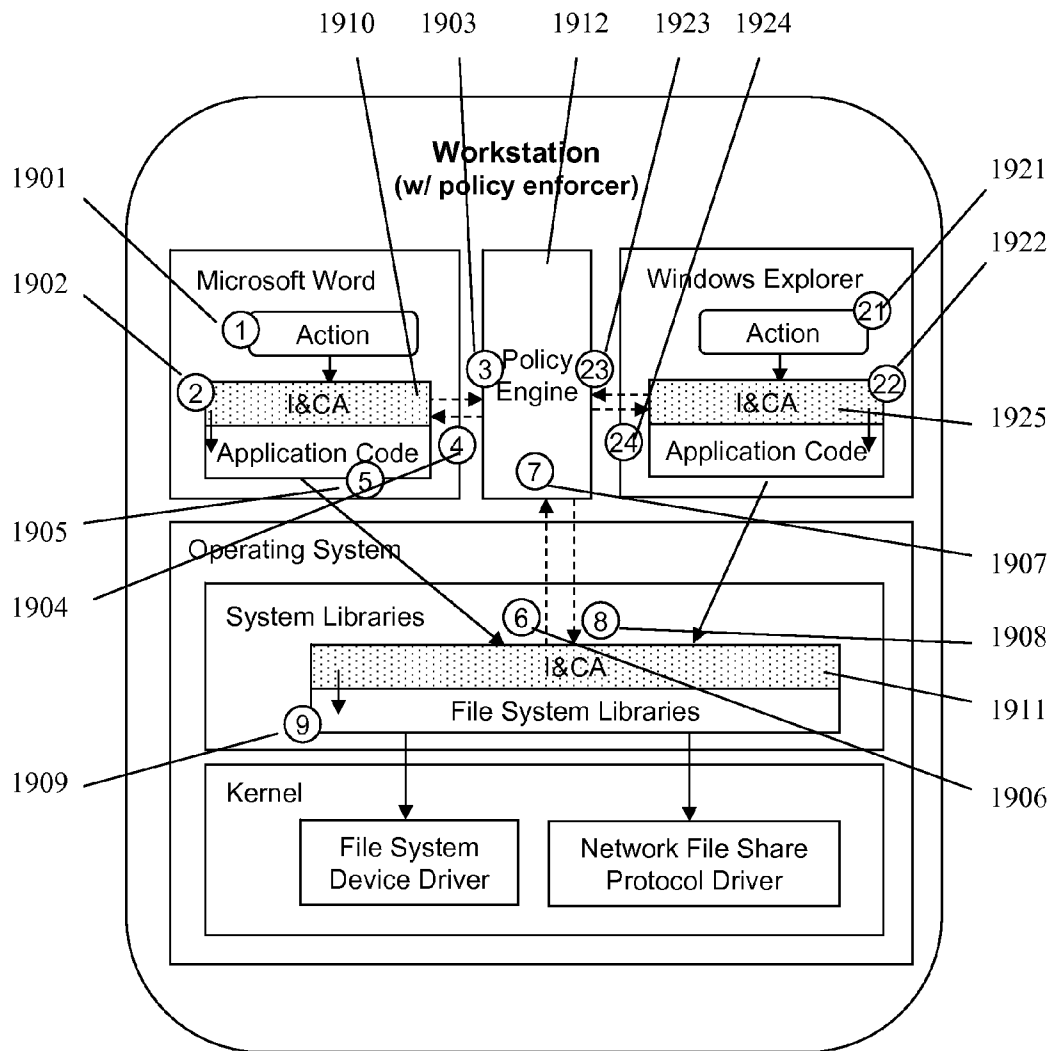 1910 1903 1912 1923 1924
Workstation
(w/ policy enforcer)
1901
1921
1902
1922
Microsoft Word
Windows Explorer
1 Action
Action 21
2
3 Policy 23
Engine
22
I&CA
I&CA
1925
4
24
Application Code
Application Code
5
7
1905
1907
Operating System
1904
System Libraries
6 8
1908
I&CA
1911
File System Libraries
9
1909
1906
Kernel
File System
Device Driver
Network File Share
Protocol Driver